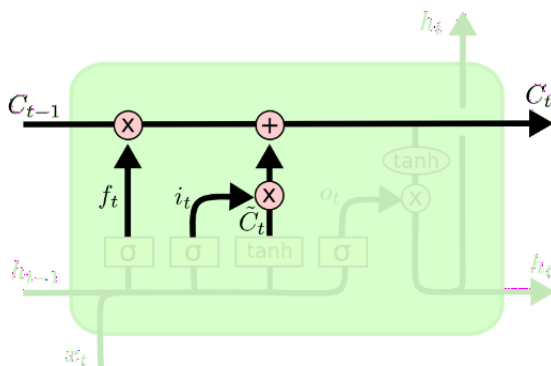 h_t
C_{t-1}
C_t
×
+
tanh
f_t
i_t
×
C̃_t
o_t
×
σ
σ
tanh
σ
h_{t-1}
h_t
x_t